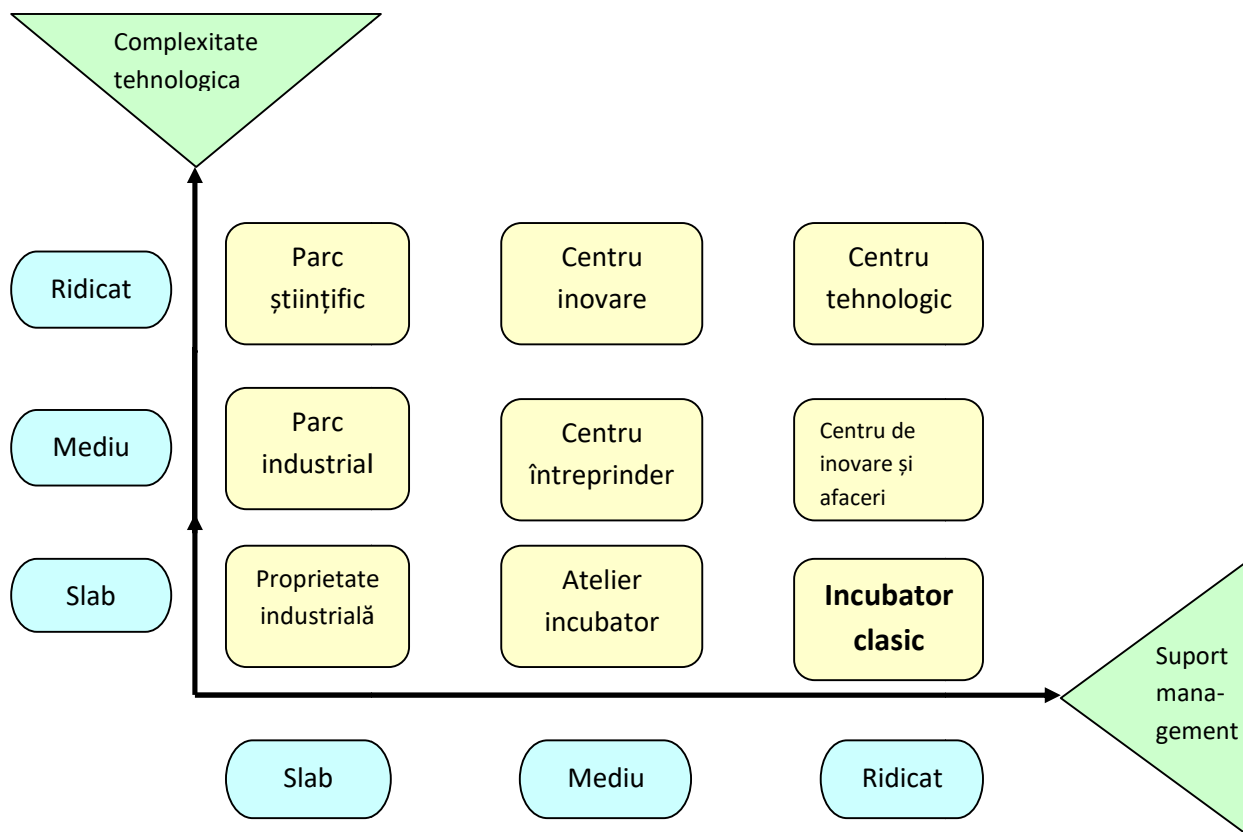 Complexitate
tehnologica
Ridicat
Parc
științific
Centru
inovare
Centru
tehnologic
Mediu
Parc
industrial
Centru
întreprinder
Centru de
inovare și
afaceri
Slab
Proprietate
industrială
Atelier
incubator
Incubator
clasic
Suport
mana-
gement
Slab
Mediu
Ridicat